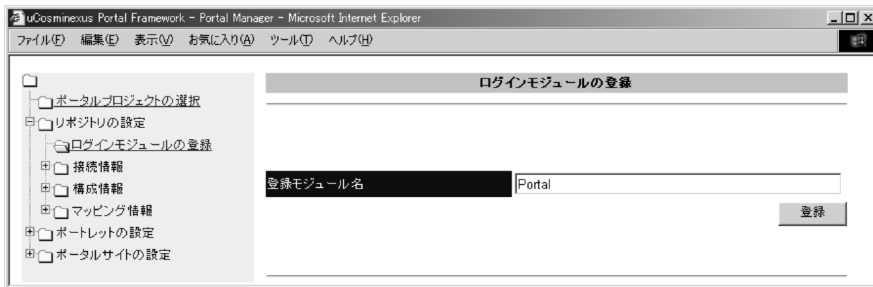 uCosminexus Portal Framework - Portal Manager - Microsoft Internet Explorer
ファイル(F) 編集(E) 表示(V) お気に入り(A) ツール(T) ヘルプ(H)
ログインモジュールの登録
ポータルプロジェクトの選択
リポジトリの設定
ログインモジュールの登録
接続情報
構成情報
マッピング情報
ポートレットの設定
ポータルサイトの設定
登録モジュール名 Portal
登録